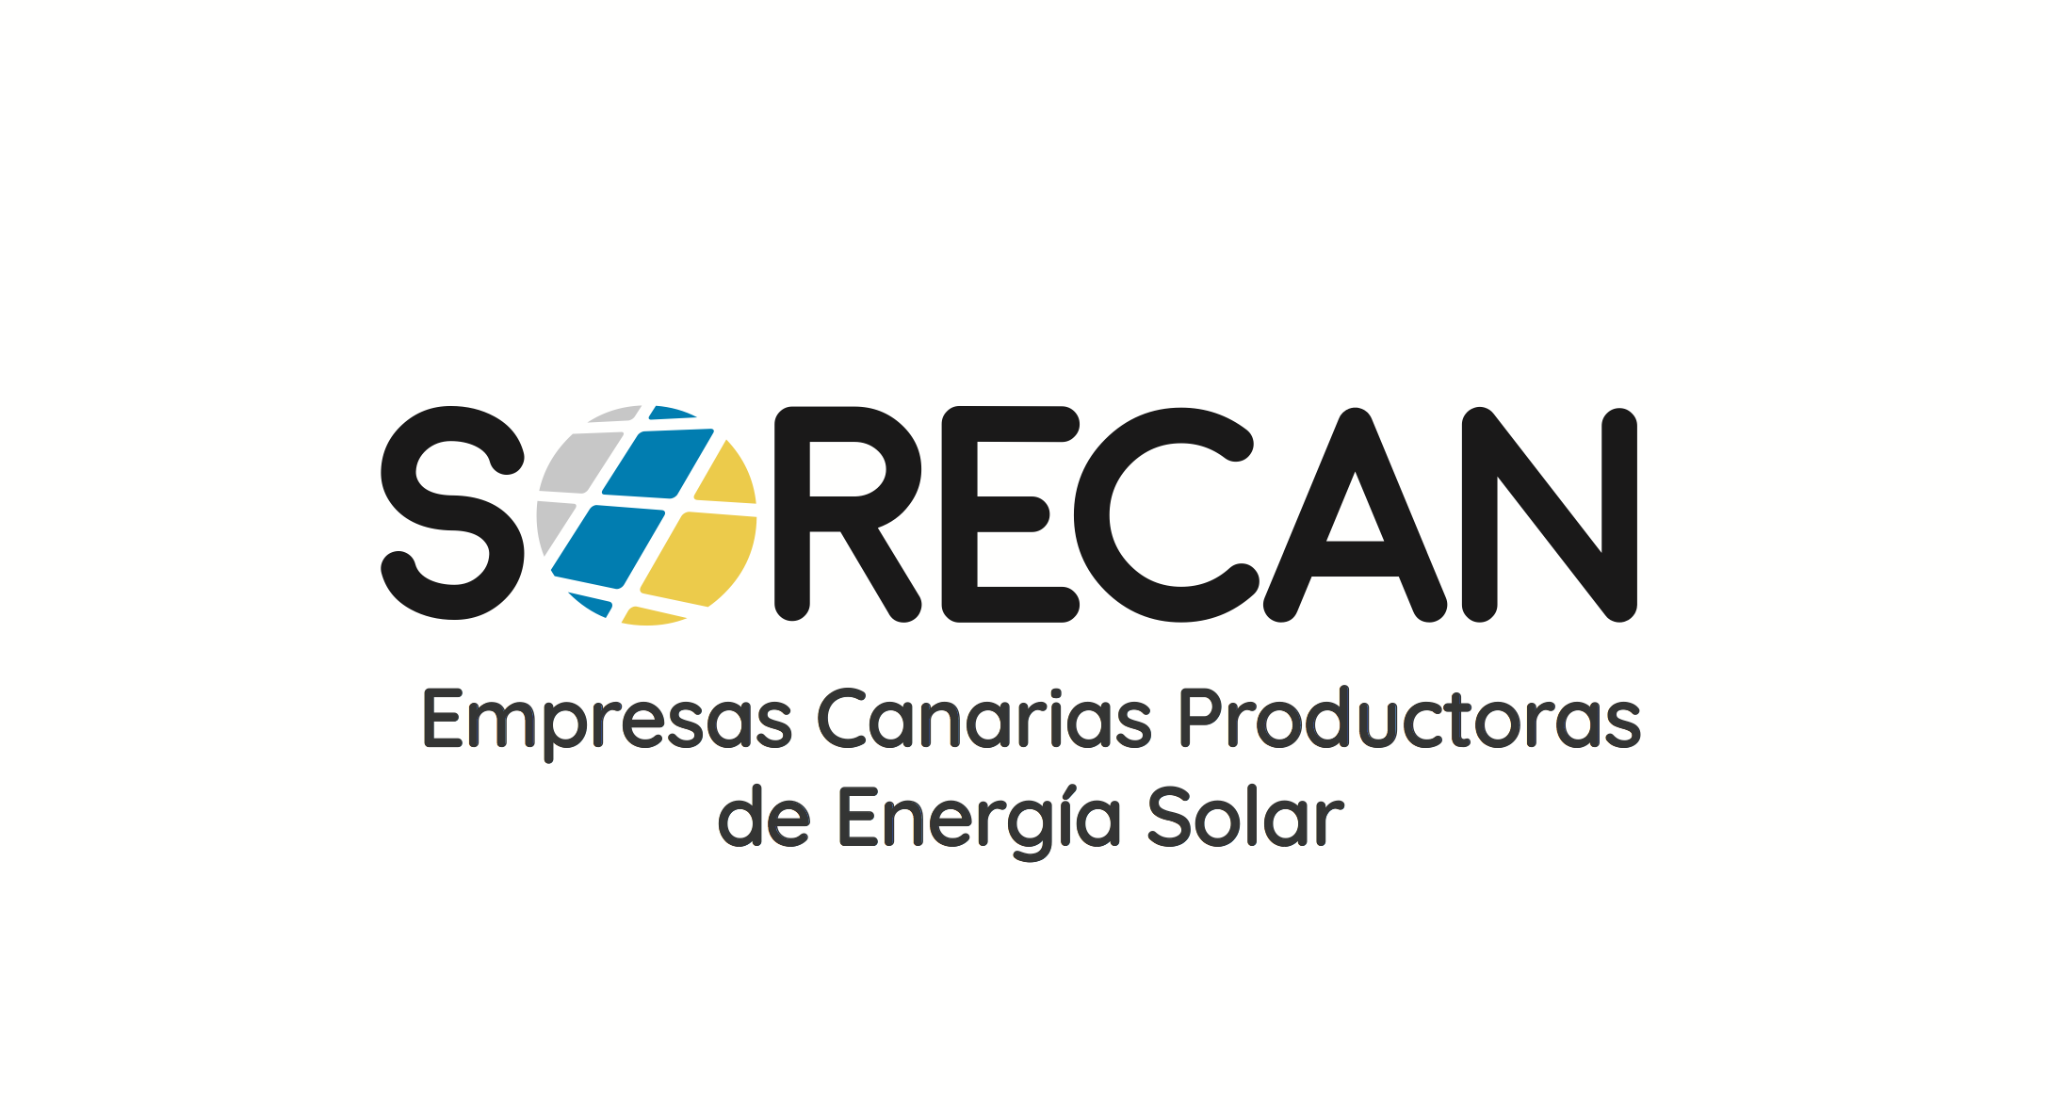 SORECAN
Empresas Canarias Productoras
de Energía Solar